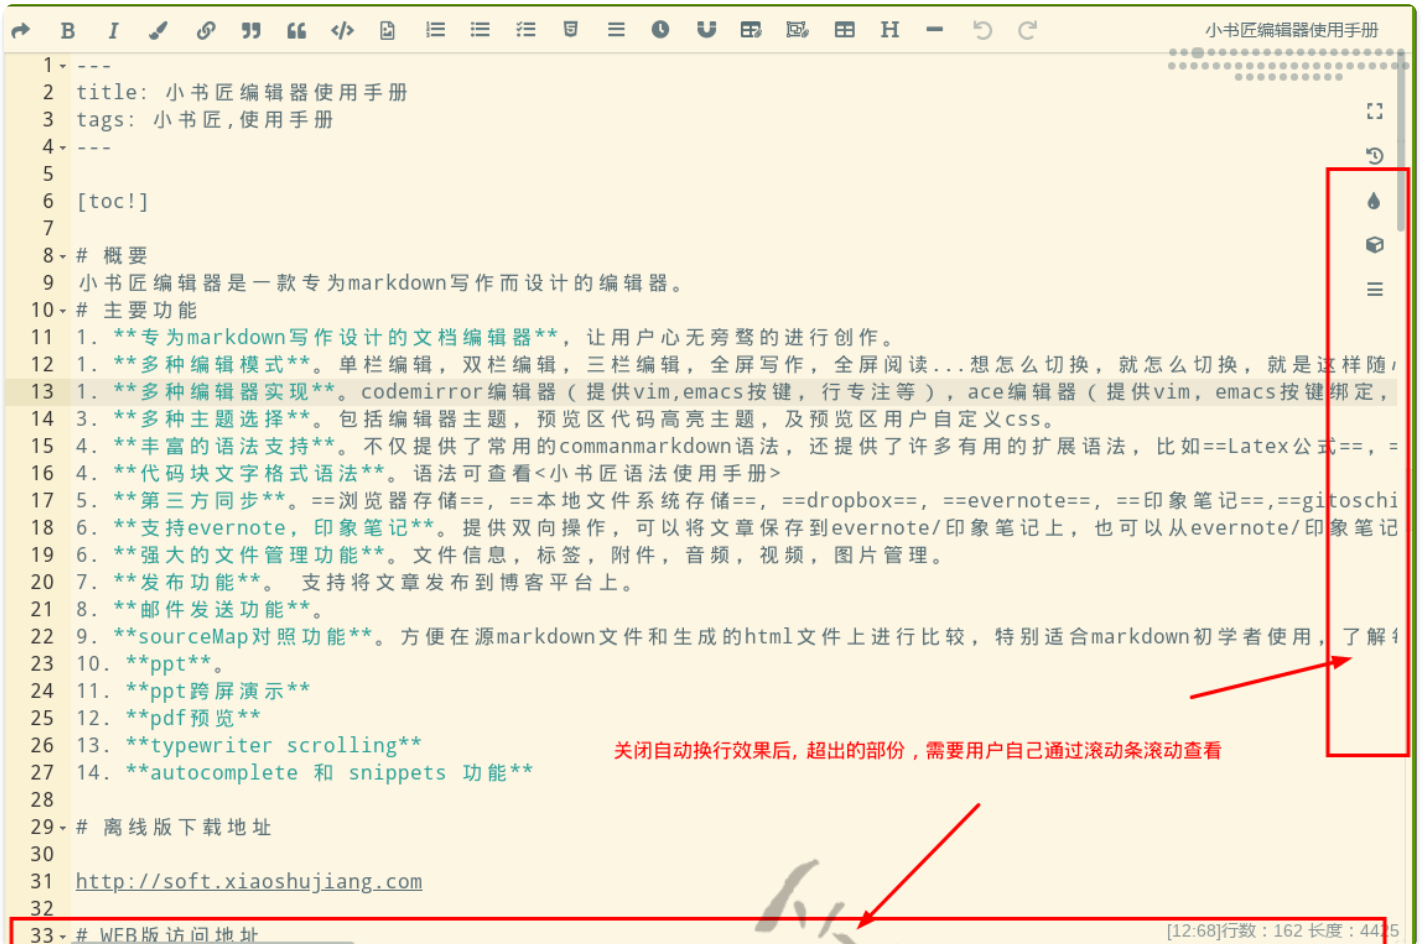 小书匠编辑器使用手册
1 ---
2 title: 小书匠编辑器使用手册
3 tags: 小书匠,使用手册
4 ---
5
6 [toc!]
7
8 # 概要
9 小书匠编辑器是一款专为markdown写作而设计的编辑器。
10 # 主要功能
11 1. **专为markdown写作设计的文档编辑器**，让用户心无旁骛的进行创作。
12 1. **多种编辑模式**。单栏编辑，双栏编辑，三栏编辑，全屏写作，全屏阅读...想怎么切换，就怎么切换，就是这样随
13 1. **多种编辑器实现**。codemirror编辑器（提供vim,emacs按键，行专注等），ace编辑器（提供vim，emacs按键绑定，
14 3. **多种主题选择**。包括编辑器主题，预览区代码高亮主题，及预览区用户自定义css。
15 4. **丰富的语法支持**。不仅提供了常用的commanmarkdown语法，还提供了许多有用的扩展语法，比如==Latex公式==，=
16 4. **代码块文字格式语法**。语法可查看<小书匠语法使用手册>
17 5. **第三方同步**。==浏览器存储==，==本地文件系统存储==，==dropbox==，==evernote==，==印象笔记==,==gitoschi
18 6. **支持evernote，印象笔记**。提供双向操作，可以将文章保存到evernote/印象笔记上，也可以从evernote/印象笔记
19 6. **强大的文件管理功能**。文件信息，标签，附件，音频，视频，图片管理。
20 7. **发布功能**。 支持将文章发布到博客平台上。
21 8. **邮件发送功能**。
22 9. **sourceMap对照功能**。方便在源markdown文件和生成的html文件上进行比较，特别适合markdown初学者使用，了解
23 10. **ppt**。
24 11. **ppt跨屏演示**
25 12. **pdf预览**
26 13. **typewriter scrolling**
关闭自动换行效果后，超出的部份，需要用户自己通过滚动条滚动查看
27 14. **autocomplete 和 snippets 功能**
28
29 # 离线版下载地址
30
31 http://soft.xiaoshujiang.com
32
33 # WEB版访问地址
[12:68]行数：162 长度：4425